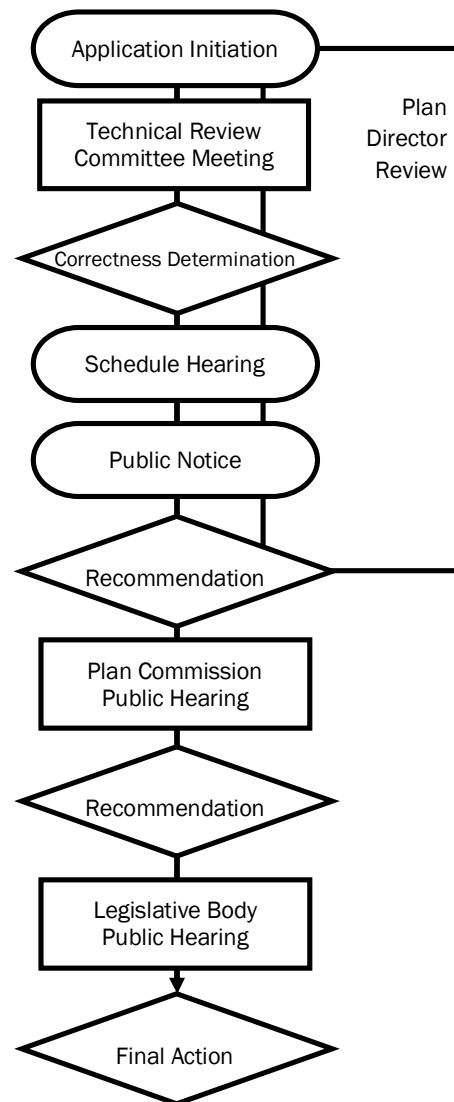 Application Initiation
Plan
Director
Review
Technical Review
Committee Meeting
Correctness Determination
Schedule Hearing
Public Notice
Recommendation
Plan Commission
Public Hearing
Recommendation
Legislative Body
Public Hearing
Final Action